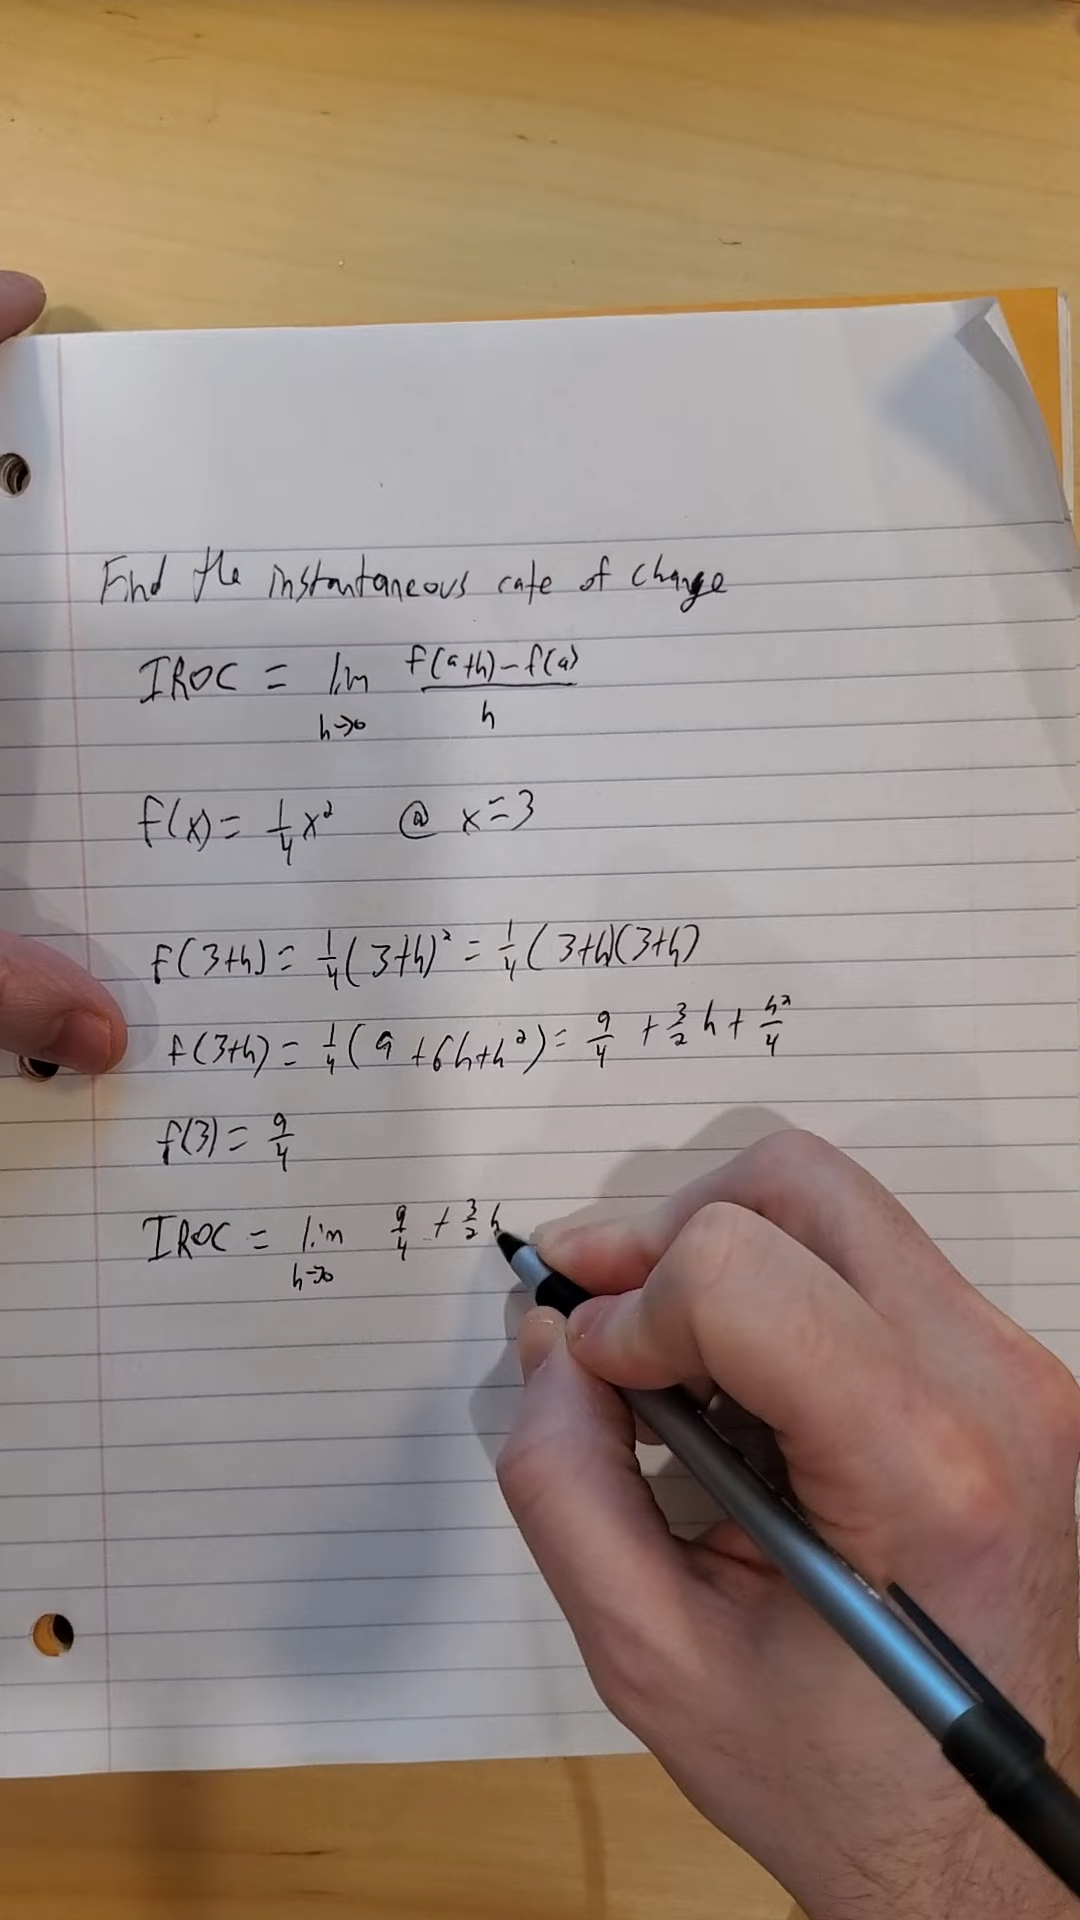 Find the instantaneous rate of change
IROC = lim h→0 f(a+h)-f(a) / h
f(x) = 1/4 x² @ x=3
f(3+h) = 1/4(3+h)² = 1/4(3+h)(3+h)
f(3+h) = 1/4(9+6h+h²) = 9/4 + 3/2 h + h²/4
f(3) = 9/4
IROC = lim h→0 9/4 + 3/2 h